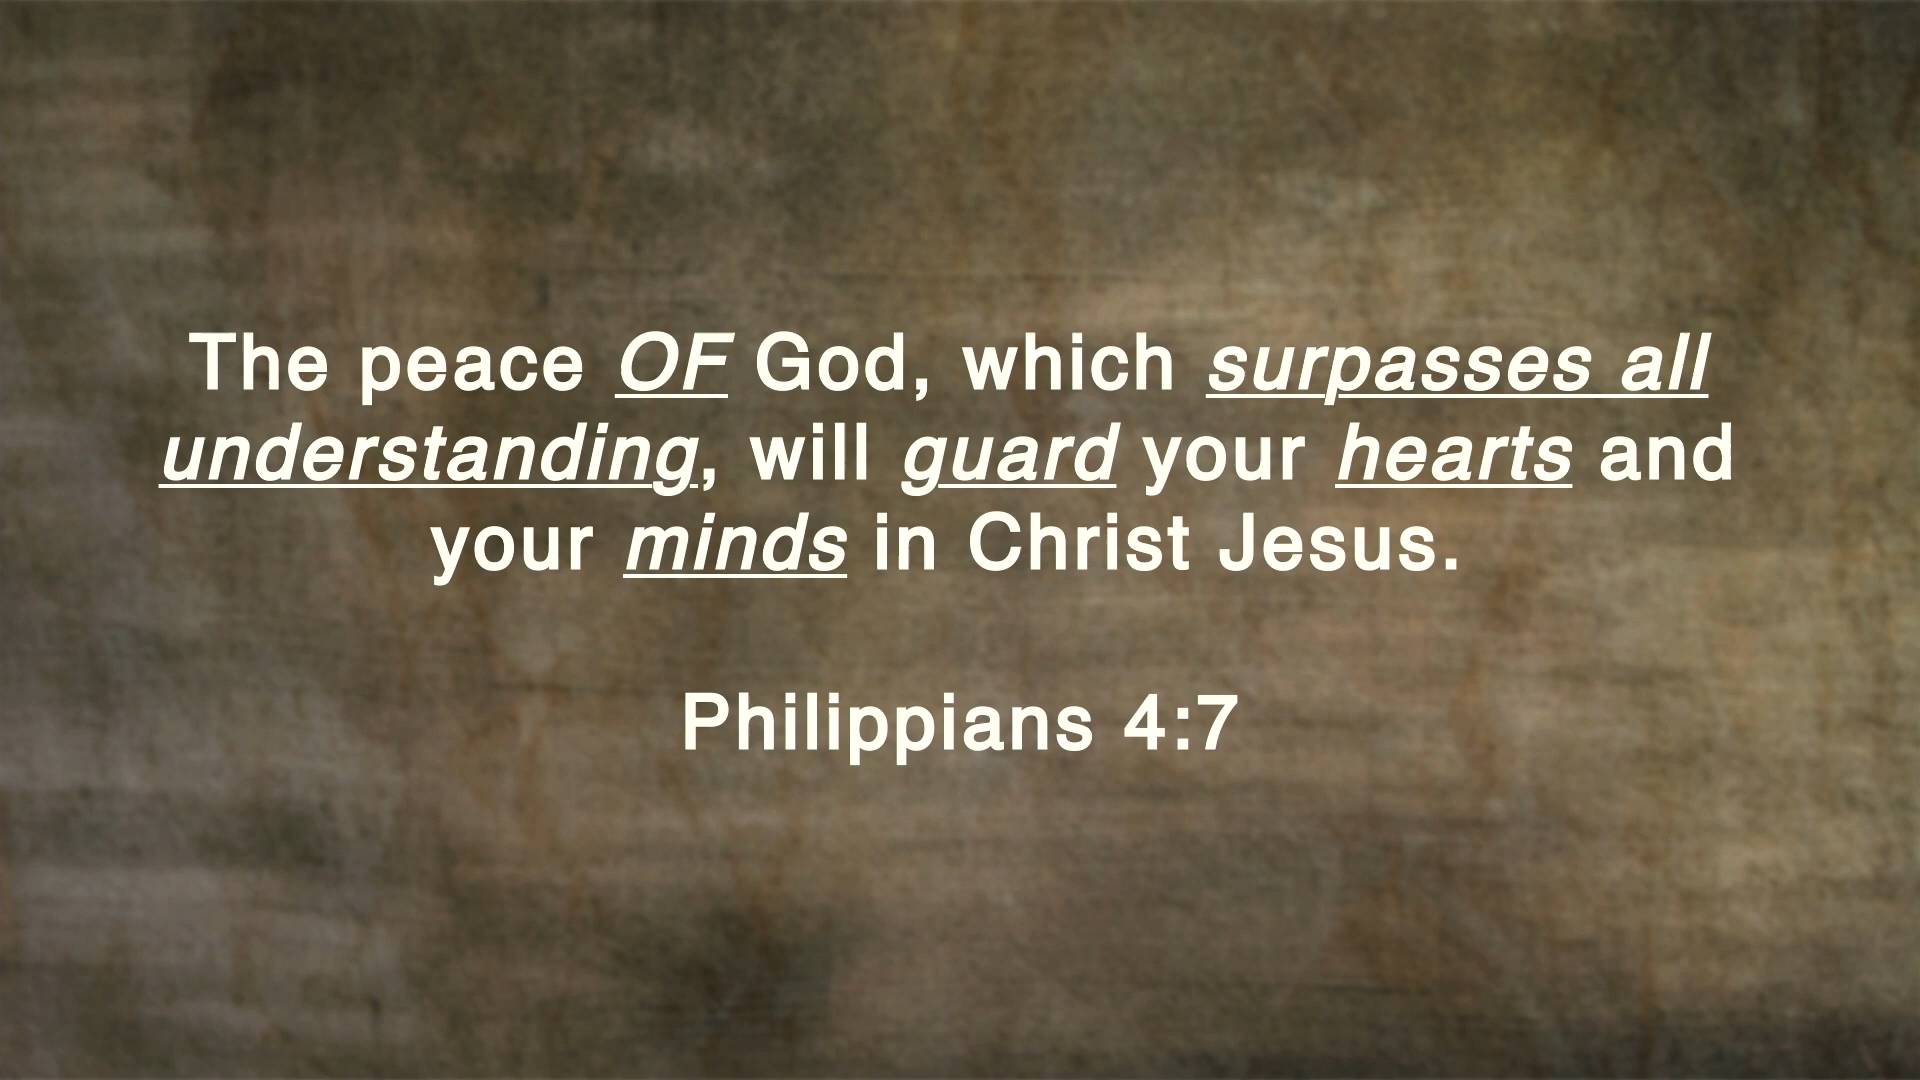 The peace OF God, which surpasses all
understanding, will guard your hearts and
your minds in Christ Jesus.
Philippians 4:7